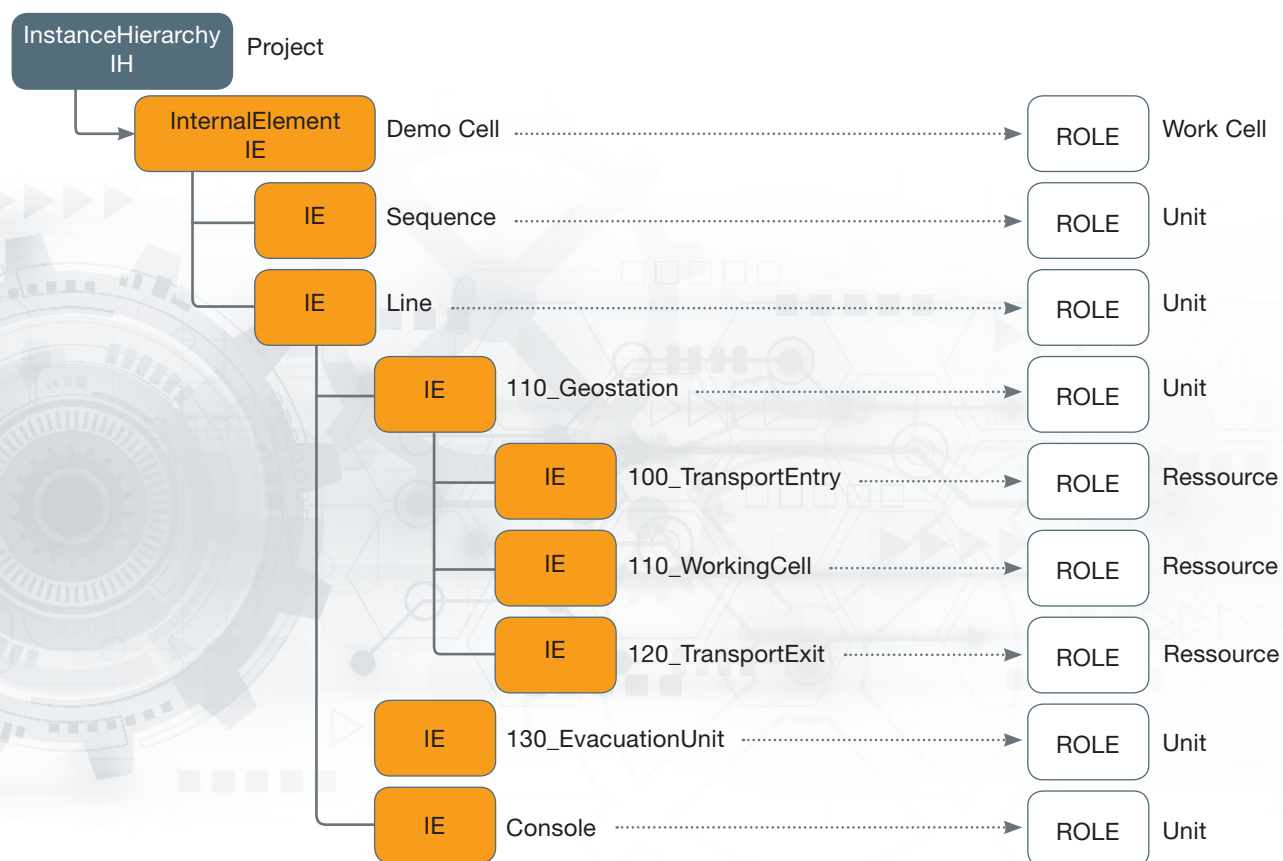 InstanceHierarchy
IH
Project
InternalElement
IE
Demo Cell
ROLE
Work Cell
IE
Sequence
ROLE
Unit
IE
Line
ROLE
Unit
IE
110_Geostation
ROLE
Unit
IE
100_TransportEntry
ROLE
Ressource
IE
110_WorkingCell
ROLE
Ressource
IE
120_TransportExit
ROLE
Ressource
IE
130_EvacuationUnit
ROLE
Unit
IE
Console
ROLE
Unit